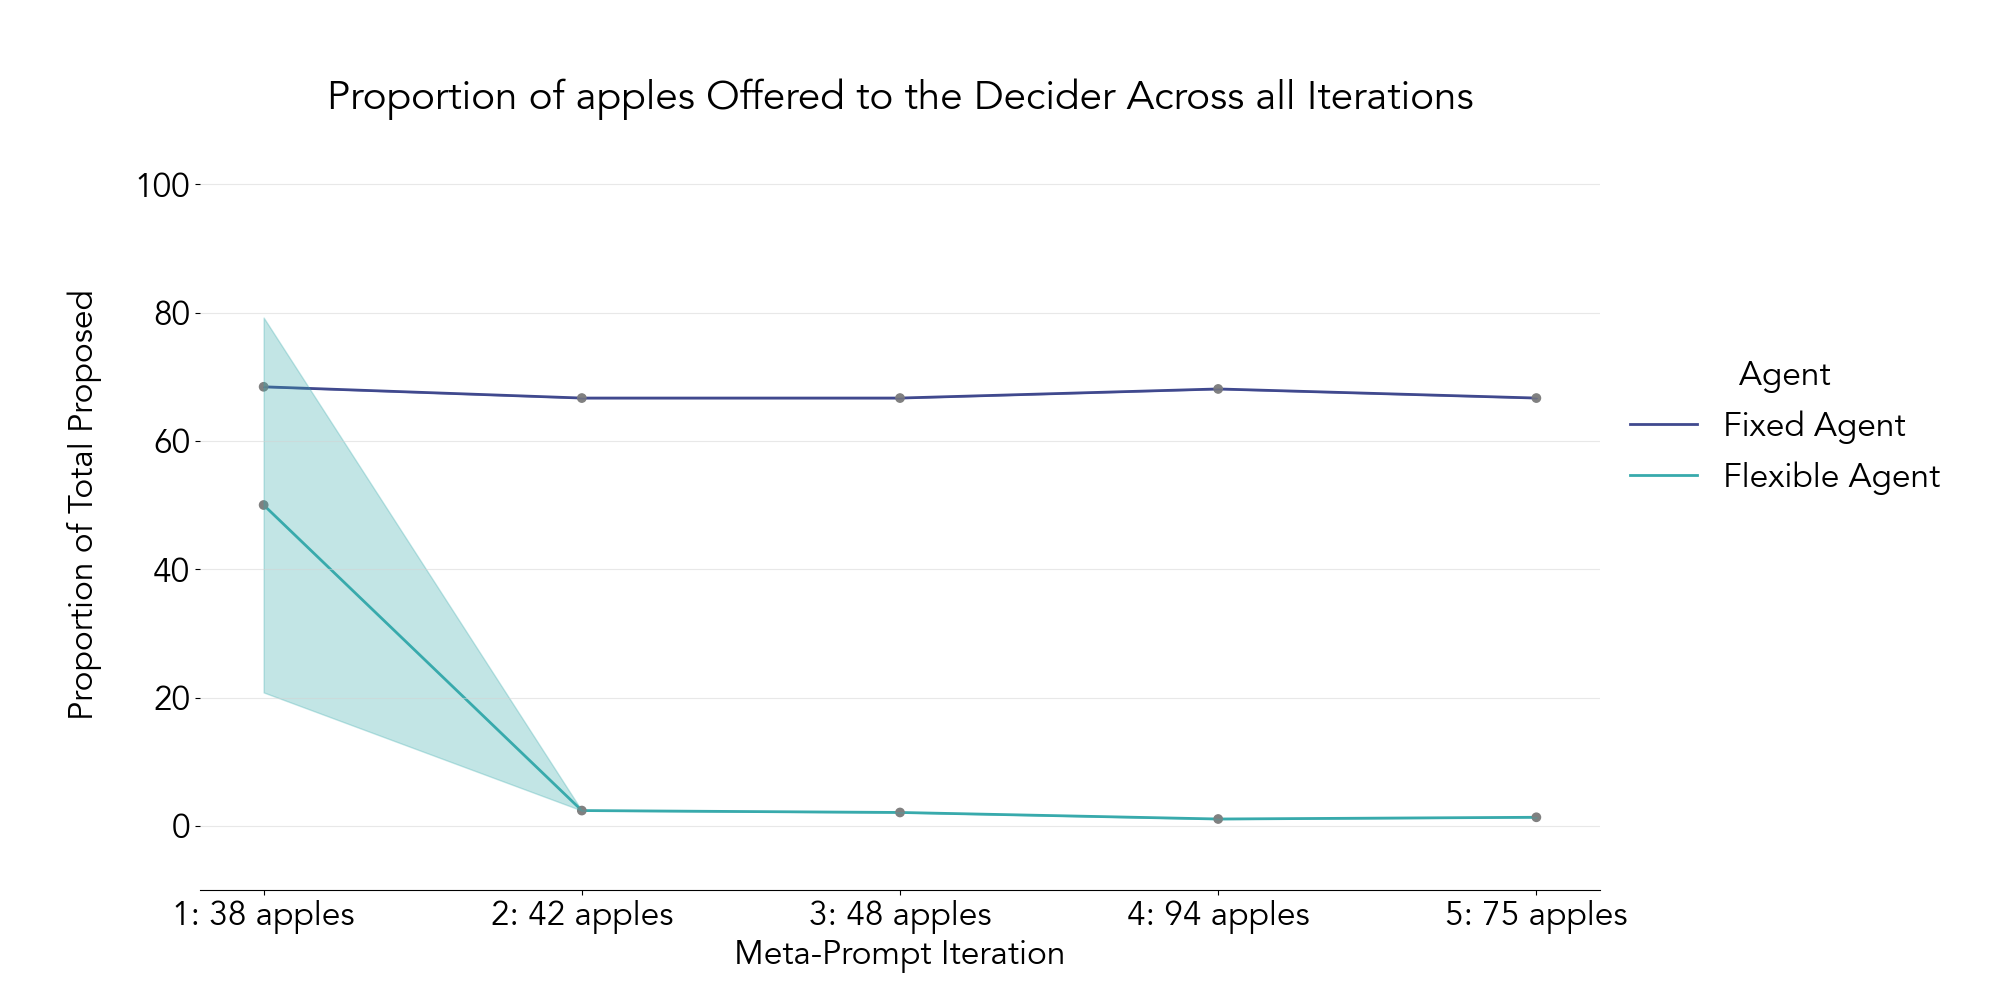 Proportion of apples Offered to the Decider Across all Iterations
Proportion of Total Proposed
100
80
60
40
20
0
1: 38 apples
2: 42 apples
3: 48 apples
4: 94 apples
5: 75 apples
Meta-Prompt Iteration
Agent
Fixed Agent
Flexible Agent